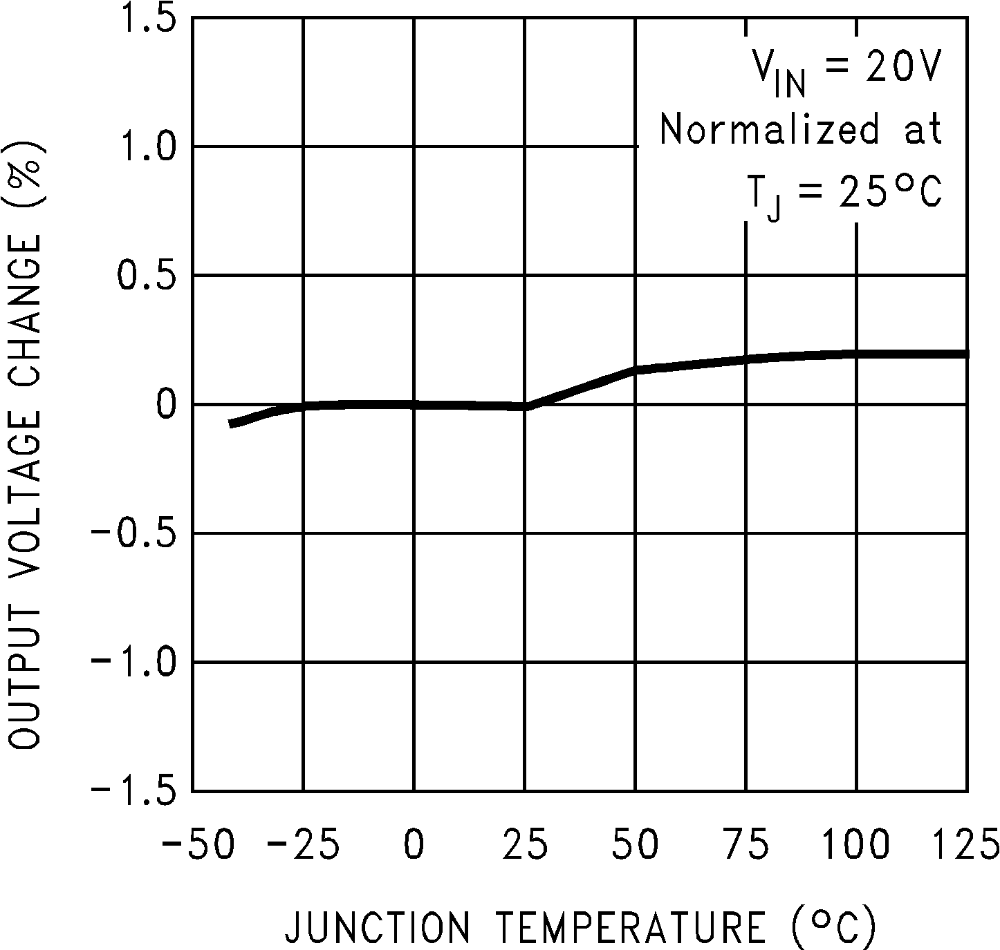 OUTPUT VOLTAGE CHANGE (%)
1.5
1.0
0.5
0
-0.5
-1.0
-1.5
V_IN = 20V
Normalized at
T_J = 25°C
-50 -25 0 25 50 75 100 125
JUNCTION TEMPERATURE (°C)